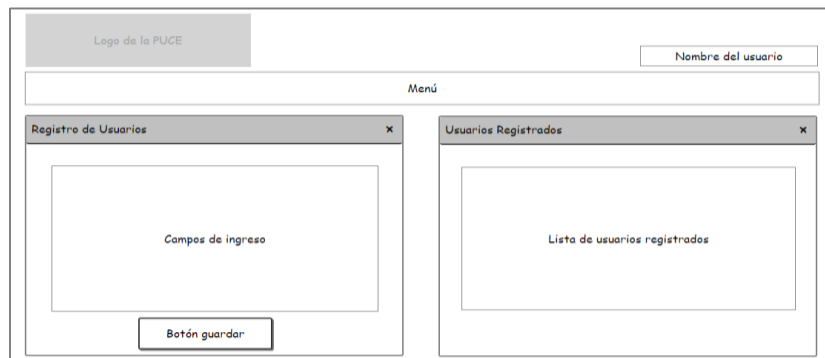 Logo de la PUCE
Nombre del usuario
Menú
Registro de Usuarios
×
Usuarios Registrados
×
Campos de ingreso
Lista de usuarios registrados
Botón guardar